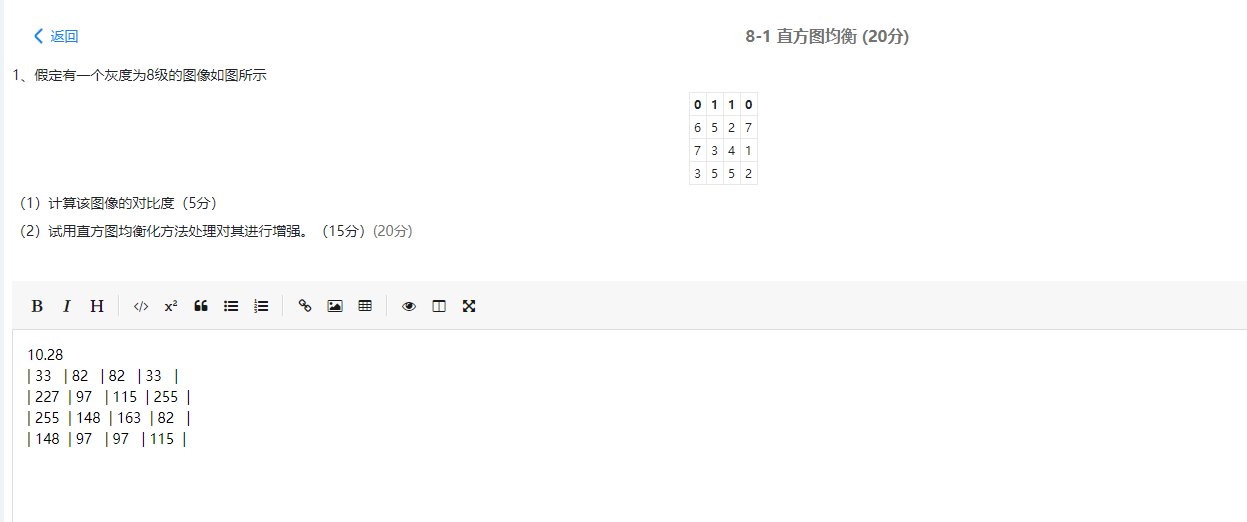 返回
8-1 直方图均衡 (20分)
1、假定有一个灰度为8级的图像如图所示
0 1 1 0
6 5 2 7
7 3 4 1
3 5 5 2
（1）计算该图像的对比度（5分）
（2）试用直方图均衡化方法处理对其进行增强。（15分）(20分)
B I H </> x²
10.28
| 33 | 82 | 82 | 33 |
| 227 | 97 | 115 | 255 |
| 255 | 148 | 163 | 82 |
| 148 | 97 | 97 | 115 |